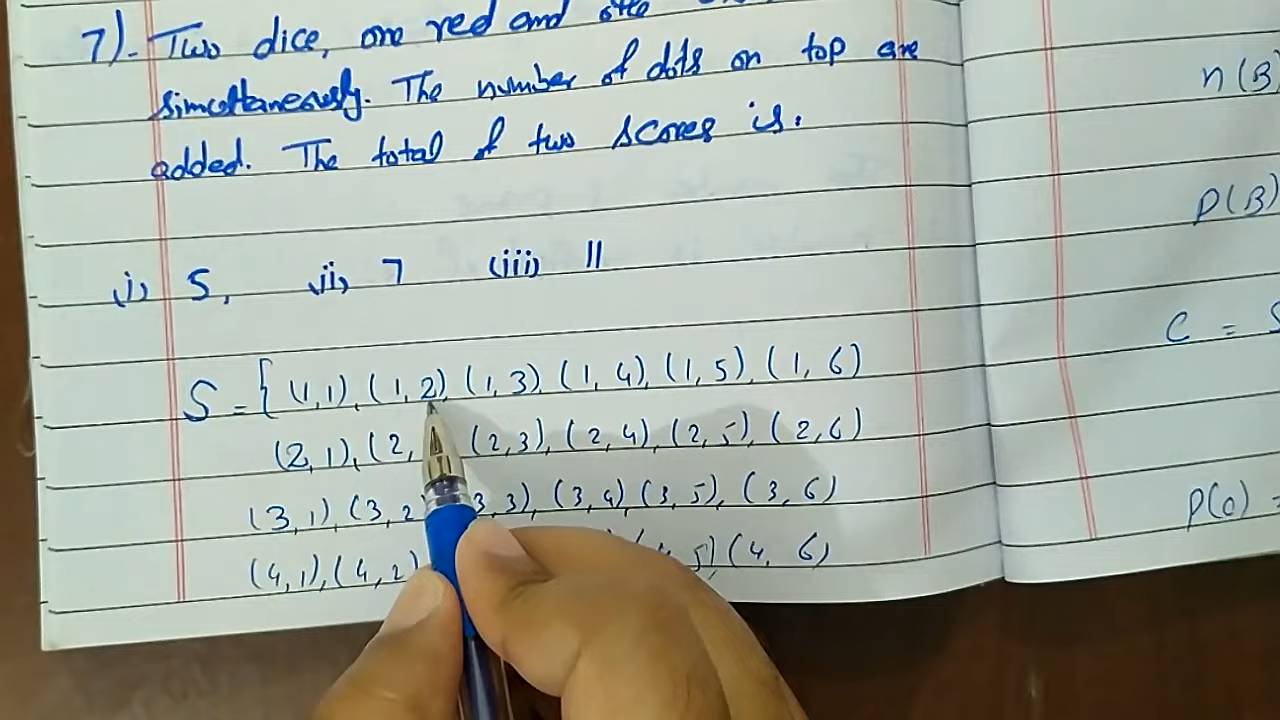 7). Two dice, one red and
simultaneously. The number of dots on top are
added. The total of two scores is.
(i) 5, (ii) 7 (iii) 11
S = { (1,1), (1,2), (1,3), (1,4), (1,5), (1,6)
(2,1), (2, (2,3), (2,4), (2,5), (2,6)
(3,1), (3,2 3,3), (3,4) (3,5), (3,6)
(4,1), (4,2) 5) (4,6)
n(B)
P(B)
C =
P(C) =